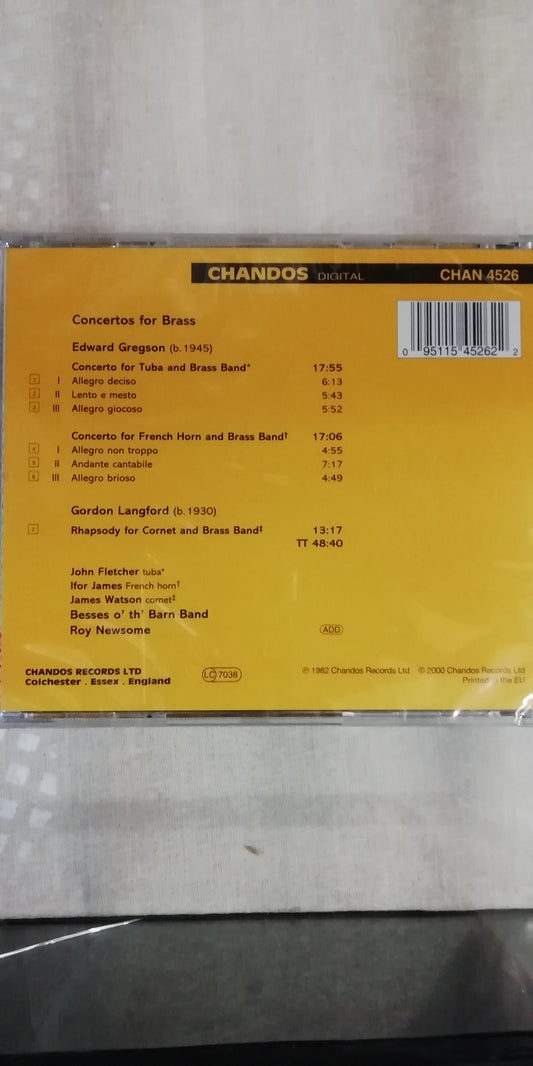 CHANDOS DIGITAL CHAN 4526
0 95115 45262 2
Concertos for Brass
Edward Gregson (b. 1945)
Concerto for Tuba and Brass Band* 17:55
1 I Allegro deciso 6:13
2 II Lento e mesto 5:43
3 III Allegro giocoso 5:52
Concerto for French Horn and Brass Band† 17:06
4 I Allegro non troppo 4:55
5 II Andante cantabile 7:17
6 III Allegro brioso 4:49
Gordon Langford (b. 1930)
7 Rhapsody for Cornet and Brass Band‡ 13:17
TT 48:40
John Fletcher tuba*
Ifor James French horn†
James Watson cornet‡
Besses o' th' Barn Band
Roy Newsome ADD
CHANDOS RECORDS LTD LC 7038 ℗ 1982 Chandos Records Ltd © 2000 Chandos Records Ltd
Colchester . Essex . England Printed in the EU